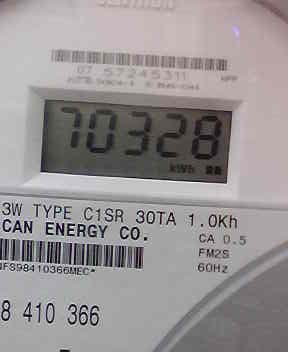 07 57245311
70328
kWh
3W TYPE C1SR 30TA 1.0Kh
CAN ENERGY CO.
CA 0.5
FM2S
60Hz
NFS98410366MEC*
8 410 366